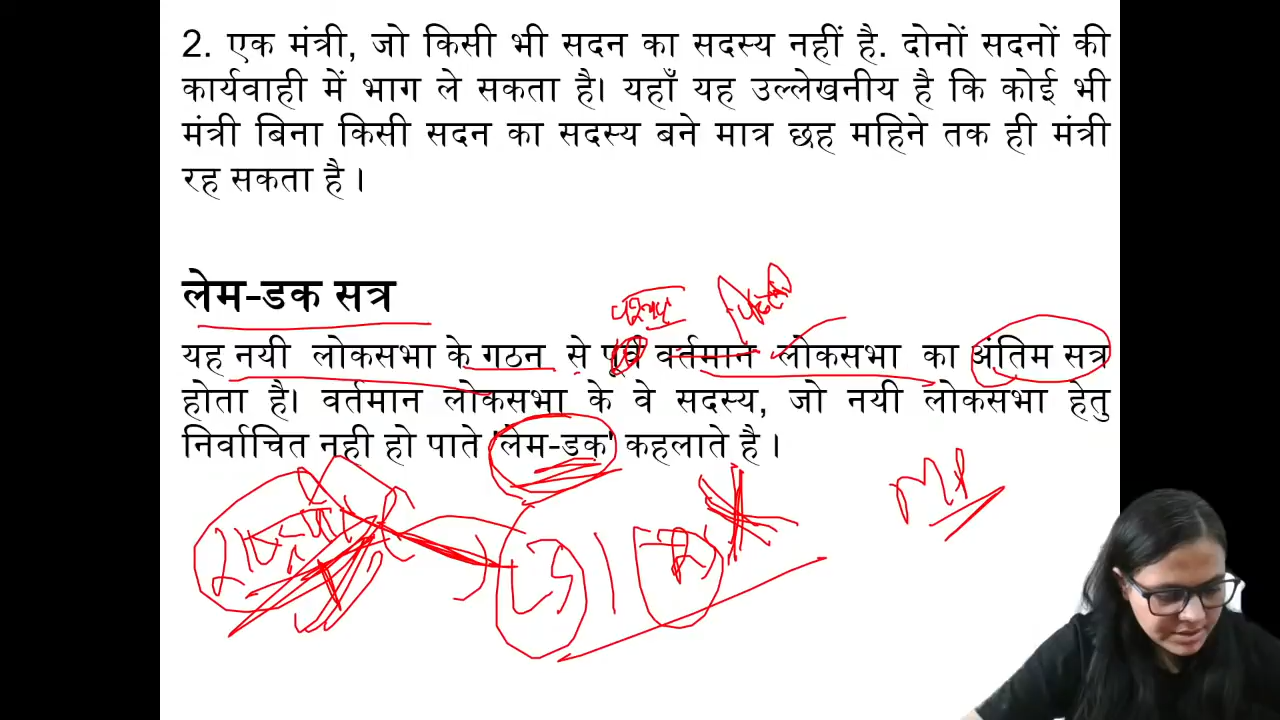 2. एक मंत्री, जो किसी भी सदन का सदस्य नहीं है. दोनों सदनों की
कार्यवाही में भाग ले सकता है। यहाँ यह उल्लेखनीय है कि कोई भी
मंत्री बिना किसी सदन का सदस्य बने मात्र छह महिने तक ही मंत्री
रह सकता है ।
लेम-डक सत्र
यह नयी लोकसभा के गठन से पूर्व वर्तमान लोकसभा का अंतिम सत्र
होता है। वर्तमान लोकसभा के वे सदस्य, जो नयी लोकसभा हेतु
निर्वाचित नही हो पाते 'लेम-डक' कहलाते है ।
MP